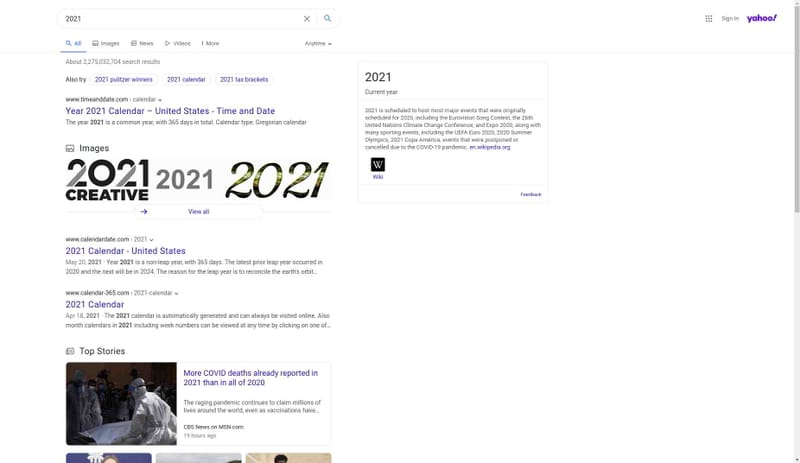 2021
Sign In
yahoo!
All
Images
News
Videos
More
Anytime
About 2,275,032,704 search results
Also try
2021 pulitzer winners
2021 calendar
2021 tax brackets
www.timeanddate.com › calendar
Year 2021 Calendar – United States - Time and Date
The year 2021 is a common year, with 365 days in total. Calendar type: Gregorian calendar
Images
2021
CREATIVE
2021
2021
View all
www.calendardate.com › 2021
2021 Calendar - United States
May 20, 2021 · Year 2021 is a non-leap year, with 365 days. The latest prior leap year occurred in
2020 and the next will be in 2024. The reason for the leap year is to reconcile the earth's orbit...
www.calendar-365.com › 2021-calendar
2021 Calendar
Apr 18, 2021 · The 2021 calendar is automatically generated and can always be visited online. Also
month calendars in 2021 including week numbers can be viewed at any time by clicking on one of...
Top Stories
More COVID deaths already reported in
2021 than in all of 2020
The raging pandemic continues to claim millions of
lives around the world, even as vaccinations have...
CBS News on MSN.com
19 hours ago
2021
Current year
2021 is scheduled to host most major events that were originally
scheduled for 2020, including the Eurovision Song Contest, the 26th
United Nations Climate Change Conference, and Expo 2020, along with
many sporting events, including the UEFA Euro 2020, 2020 Summer
Olympics, 2021 Copa América, events that were postponed or
cancelled due to the COVID-19 pandemic. en.wikipedia.org
W
Wiki
Feedback